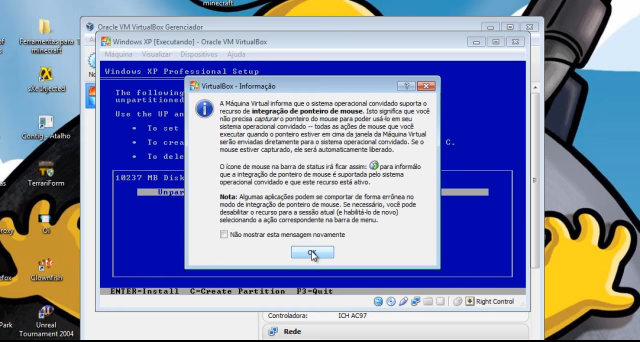 minecraft
Ferramentas para
minecraft
sXe Injected
Config - Atalho
TerranForm
Oi
Clownfish
Unreal
Tournament 2004
Park
Oracle VM VirtualBox Gerenciador
Windows XP [Executando] - Oracle VM VirtualBox
Máquina Visualizar Dispositivos Ajuda
Windows XP Professional Setup
The following
unpartitioned
Use the UP an
• To set
• To crea C.
• To dele
10237 MB Disk
Unpar
ENTER=Install C=Create Partition F3=Quit
VirtualBox - Informação
A Máquina Virtual informa que o sistema operacional convidado suporta o
recurso de integração de ponteiro de mouse. Isto significa que você
não precisa capturar o ponteiro do mouse para poder usá-lo em seu
sistema operacional convidado -- todas as ações de mouse que você
executar quando o ponteiro estiver em cima da janela da Máquina Virtual
serão enviadas diretamente para o sistema operacional convidado. Se o
mouse estiver capturado, ele será automaticamente liberado.
O ícone de mouse na barra de status irá ficar assim: para informálo
que a integração de ponteiro de mouse é suportada pelo sistema
operacional convidado e que este recurso está ativo.
Nota: Algumas aplicações podem se comportar de forma errônea no
modo de integração de ponteiro de mouse. Se necessário, você pode
desabilitar o recurso para a sessão atual (e habilitá-lo de novo)
selecionando a ação correspondente na barra de menu.
Não mostrar esta mensagem novamente
OK
Right Control
Controladora: ICH AC97
Rede